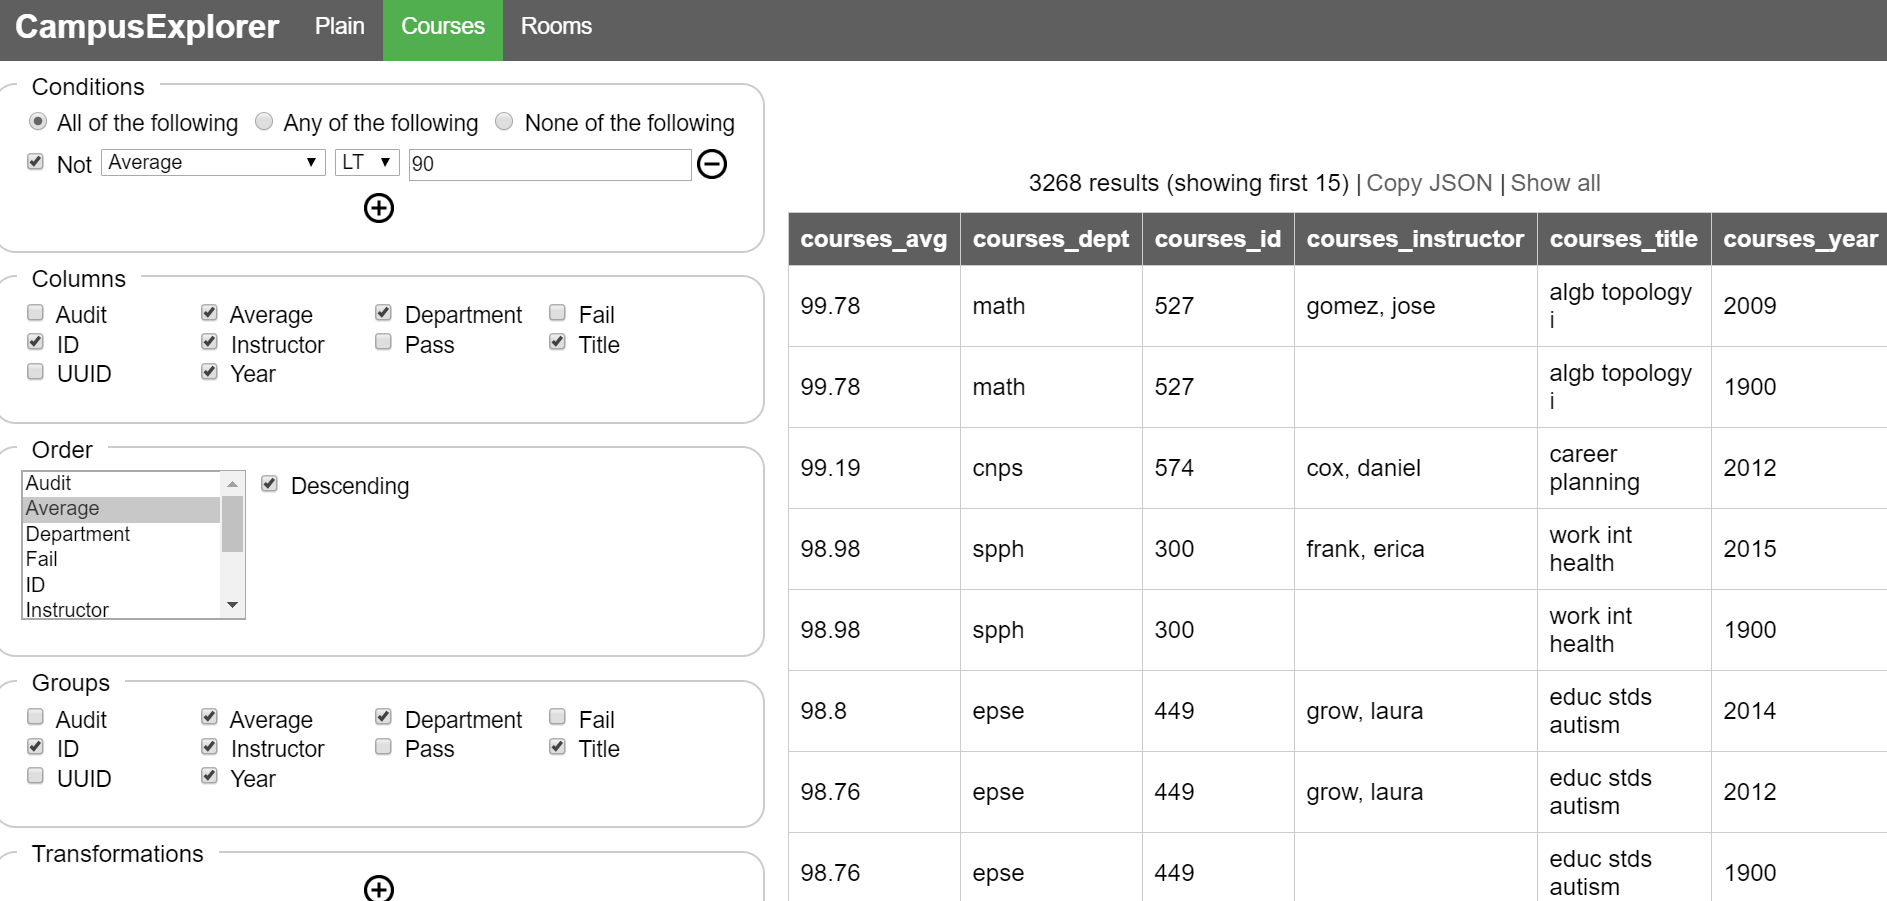 CampusExplorer Plain Courses Rooms
Conditions
All of the following Any of the following None of the following
Not Average LT 90
Columns
Audit Average Department Fail
ID Instructor Pass Title
UUID Year
Order
Audit
Average
Department
Fail
ID
Instructor
Descending
Groups
Audit Average Department Fail
ID Instructor Pass Title
UUID Year
Transformations
3268 results (showing first 15) | Copy JSON | Show all
courses_avg courses_dept courses_id courses_instructor courses_title courses_year
99.78 math 527 gomez, jose algb topology i 2009
99.78 math 527 algb topology i 1900
99.19 cnps 574 cox, daniel career planning 2012
98.98 spph 300 frank, erica work int health 2015
98.98 spph 300 work int health 1900
98.8 epse 449 grow, laura educ stds autism 2014
98.76 epse 449 grow, laura educ stds autism 2012
98.76 epse 449 educ stds autism 1900